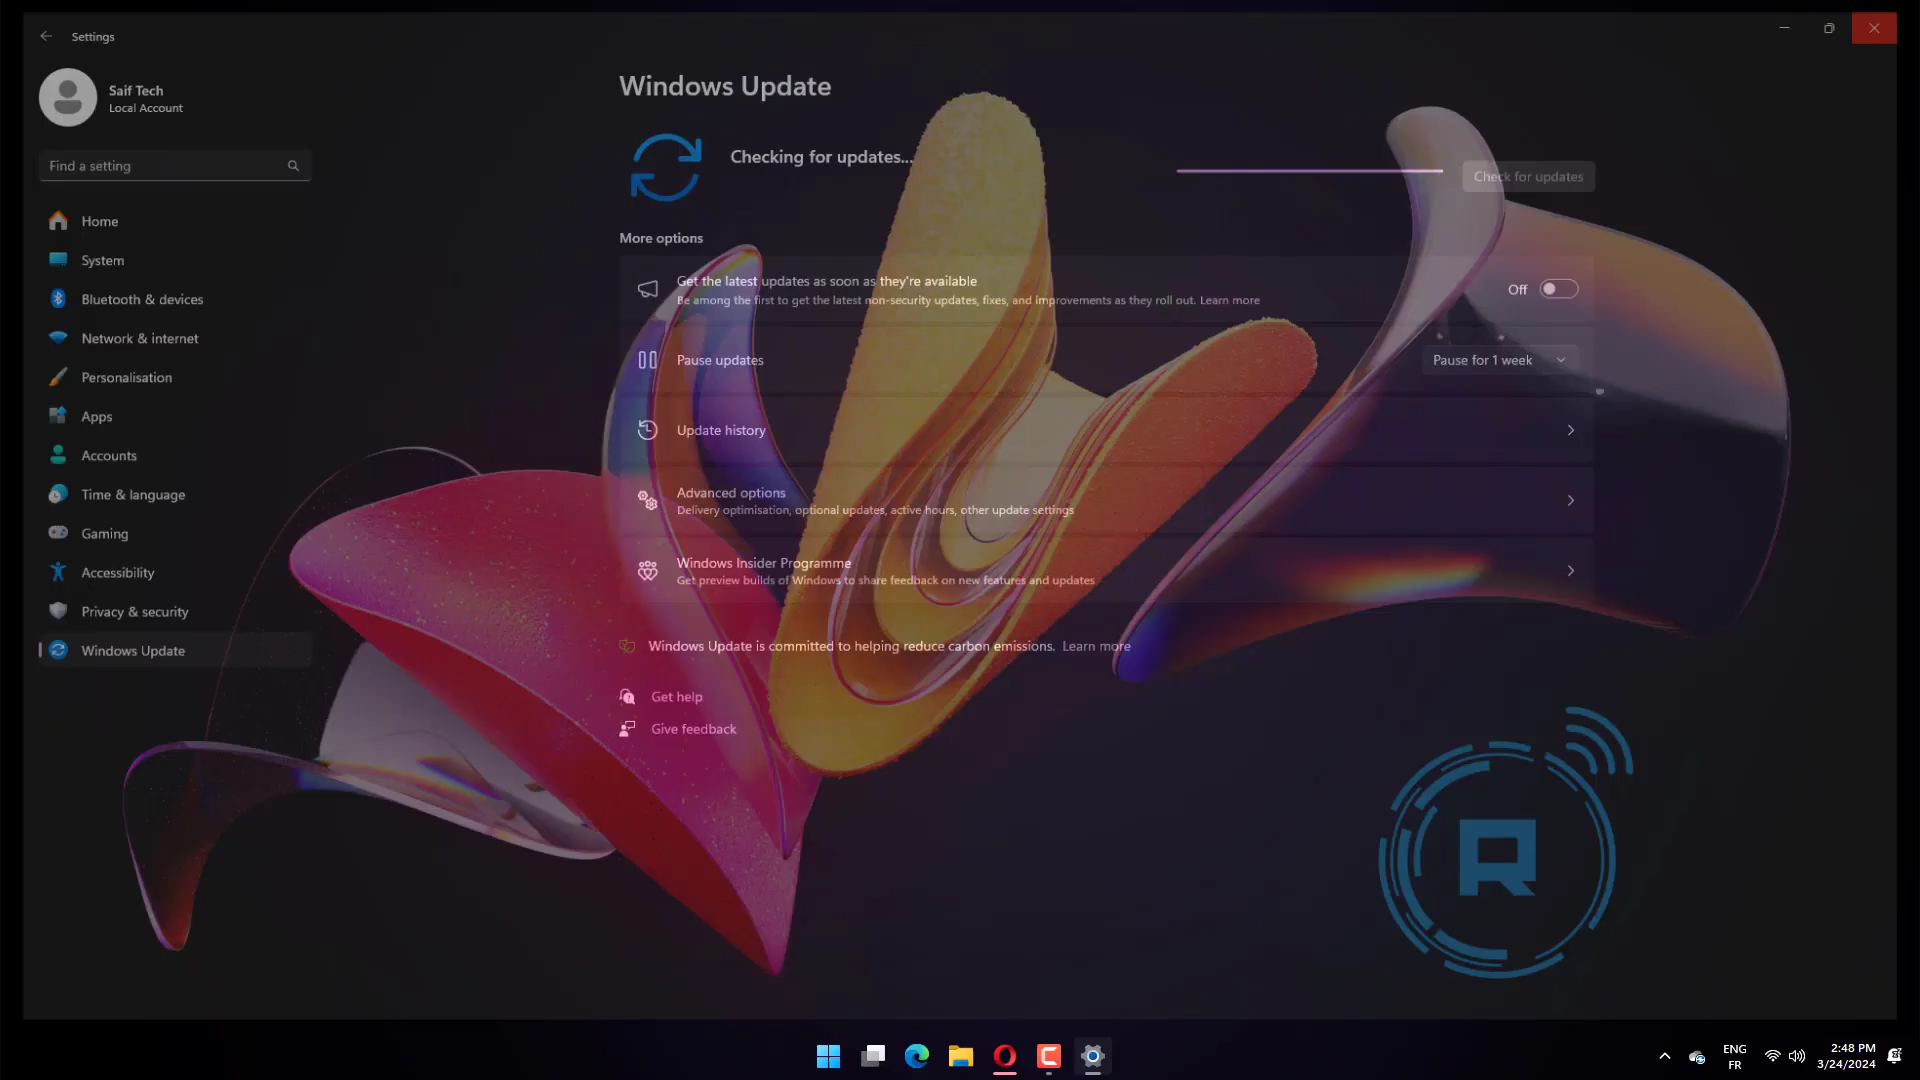 Settings
Saif Tech
Local Account
Find a setting
Home
System
Bluetooth & devices
Network & internet
Personalisation
Apps
Accounts
Time & language
Gaming
Accessibility
Privacy & security
Windows Update
Windows Update
Checking for updates...
Check for updates
More options
Get the latest updates as soon as they're available
Be among the first to get the latest non-security updates, fixes, and improvements as they roll out. Learn more
Off
Pause updates
Pause for 1 week
Update history
Advanced options
Delivery optimisation, optional updates, active hours, other update settings
Windows Insider Programme
Get preview builds of Windows to share feedback on new features and updates
Windows Update is committed to helping reduce carbon emissions. Learn more
Get help
Give feedback
R
ENG
FR
2:48 PM
3/24/2024